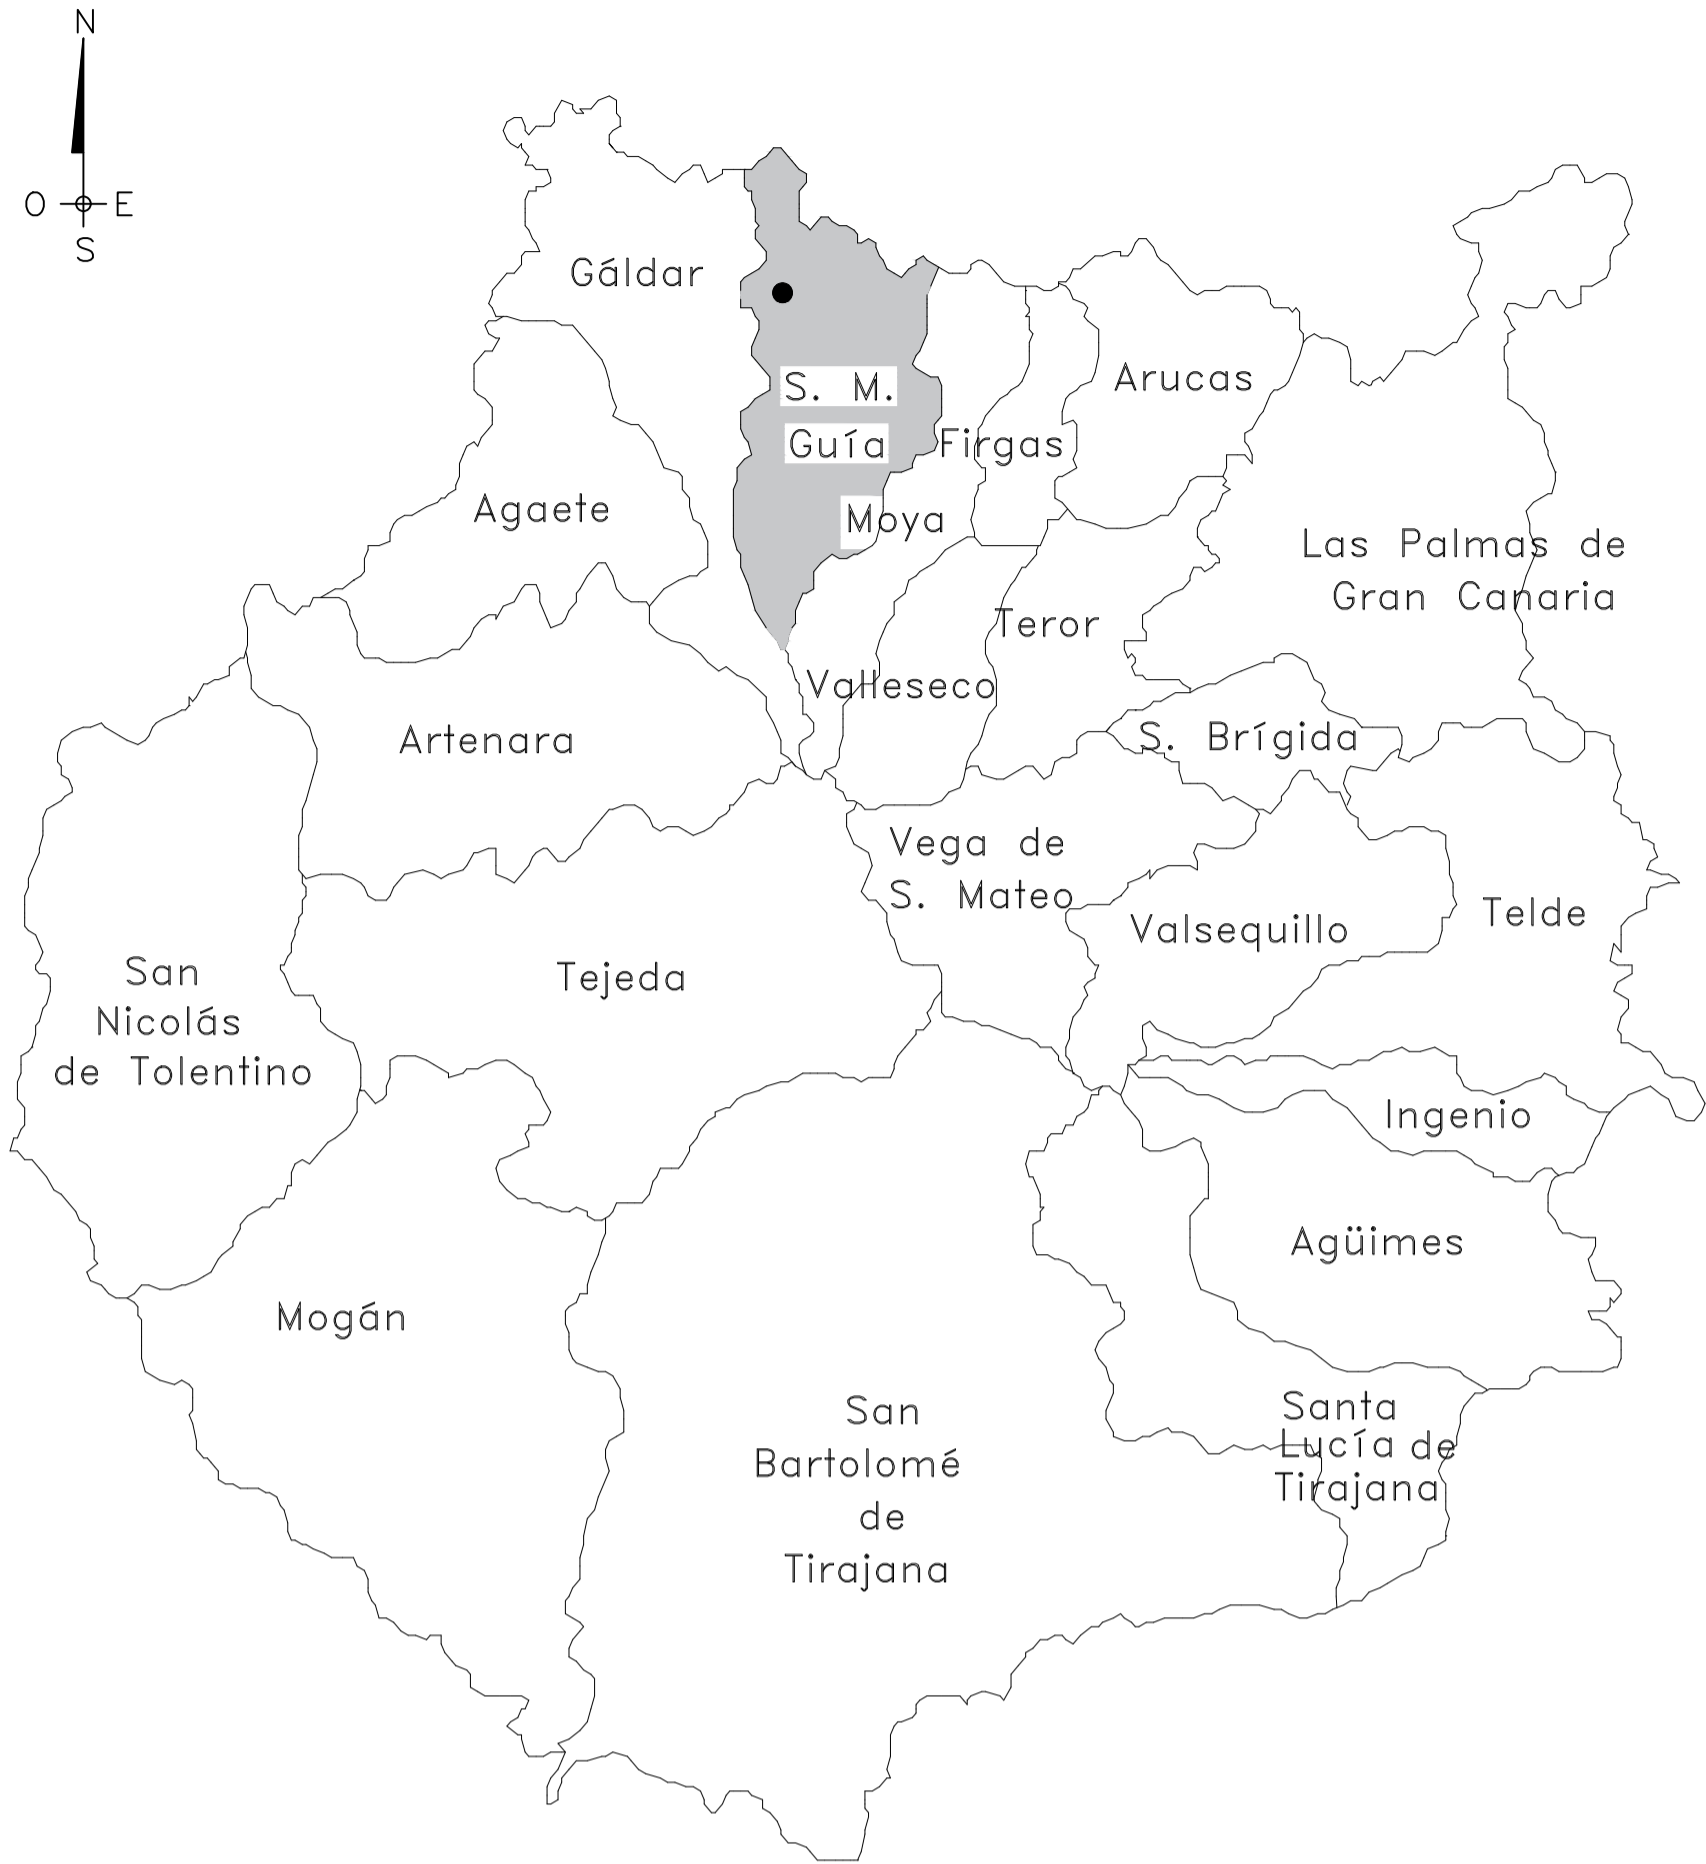 N
O E
S
Gáldar
S. M.
Guía
Arucas
Firgas
Agaete
Moya
Las Palmas de
Gran Canaria
Teror
Valleseco
Artenara
S. Brígida
Vega de
S. Mateo
Valsequillo
Telde
San
Nicolás
de Tolentino
Tejeda
Ingenio
Agüimes
Mogán
San
Bartolomé
de
Tirajana
Santa
Lucía de
Tirajana